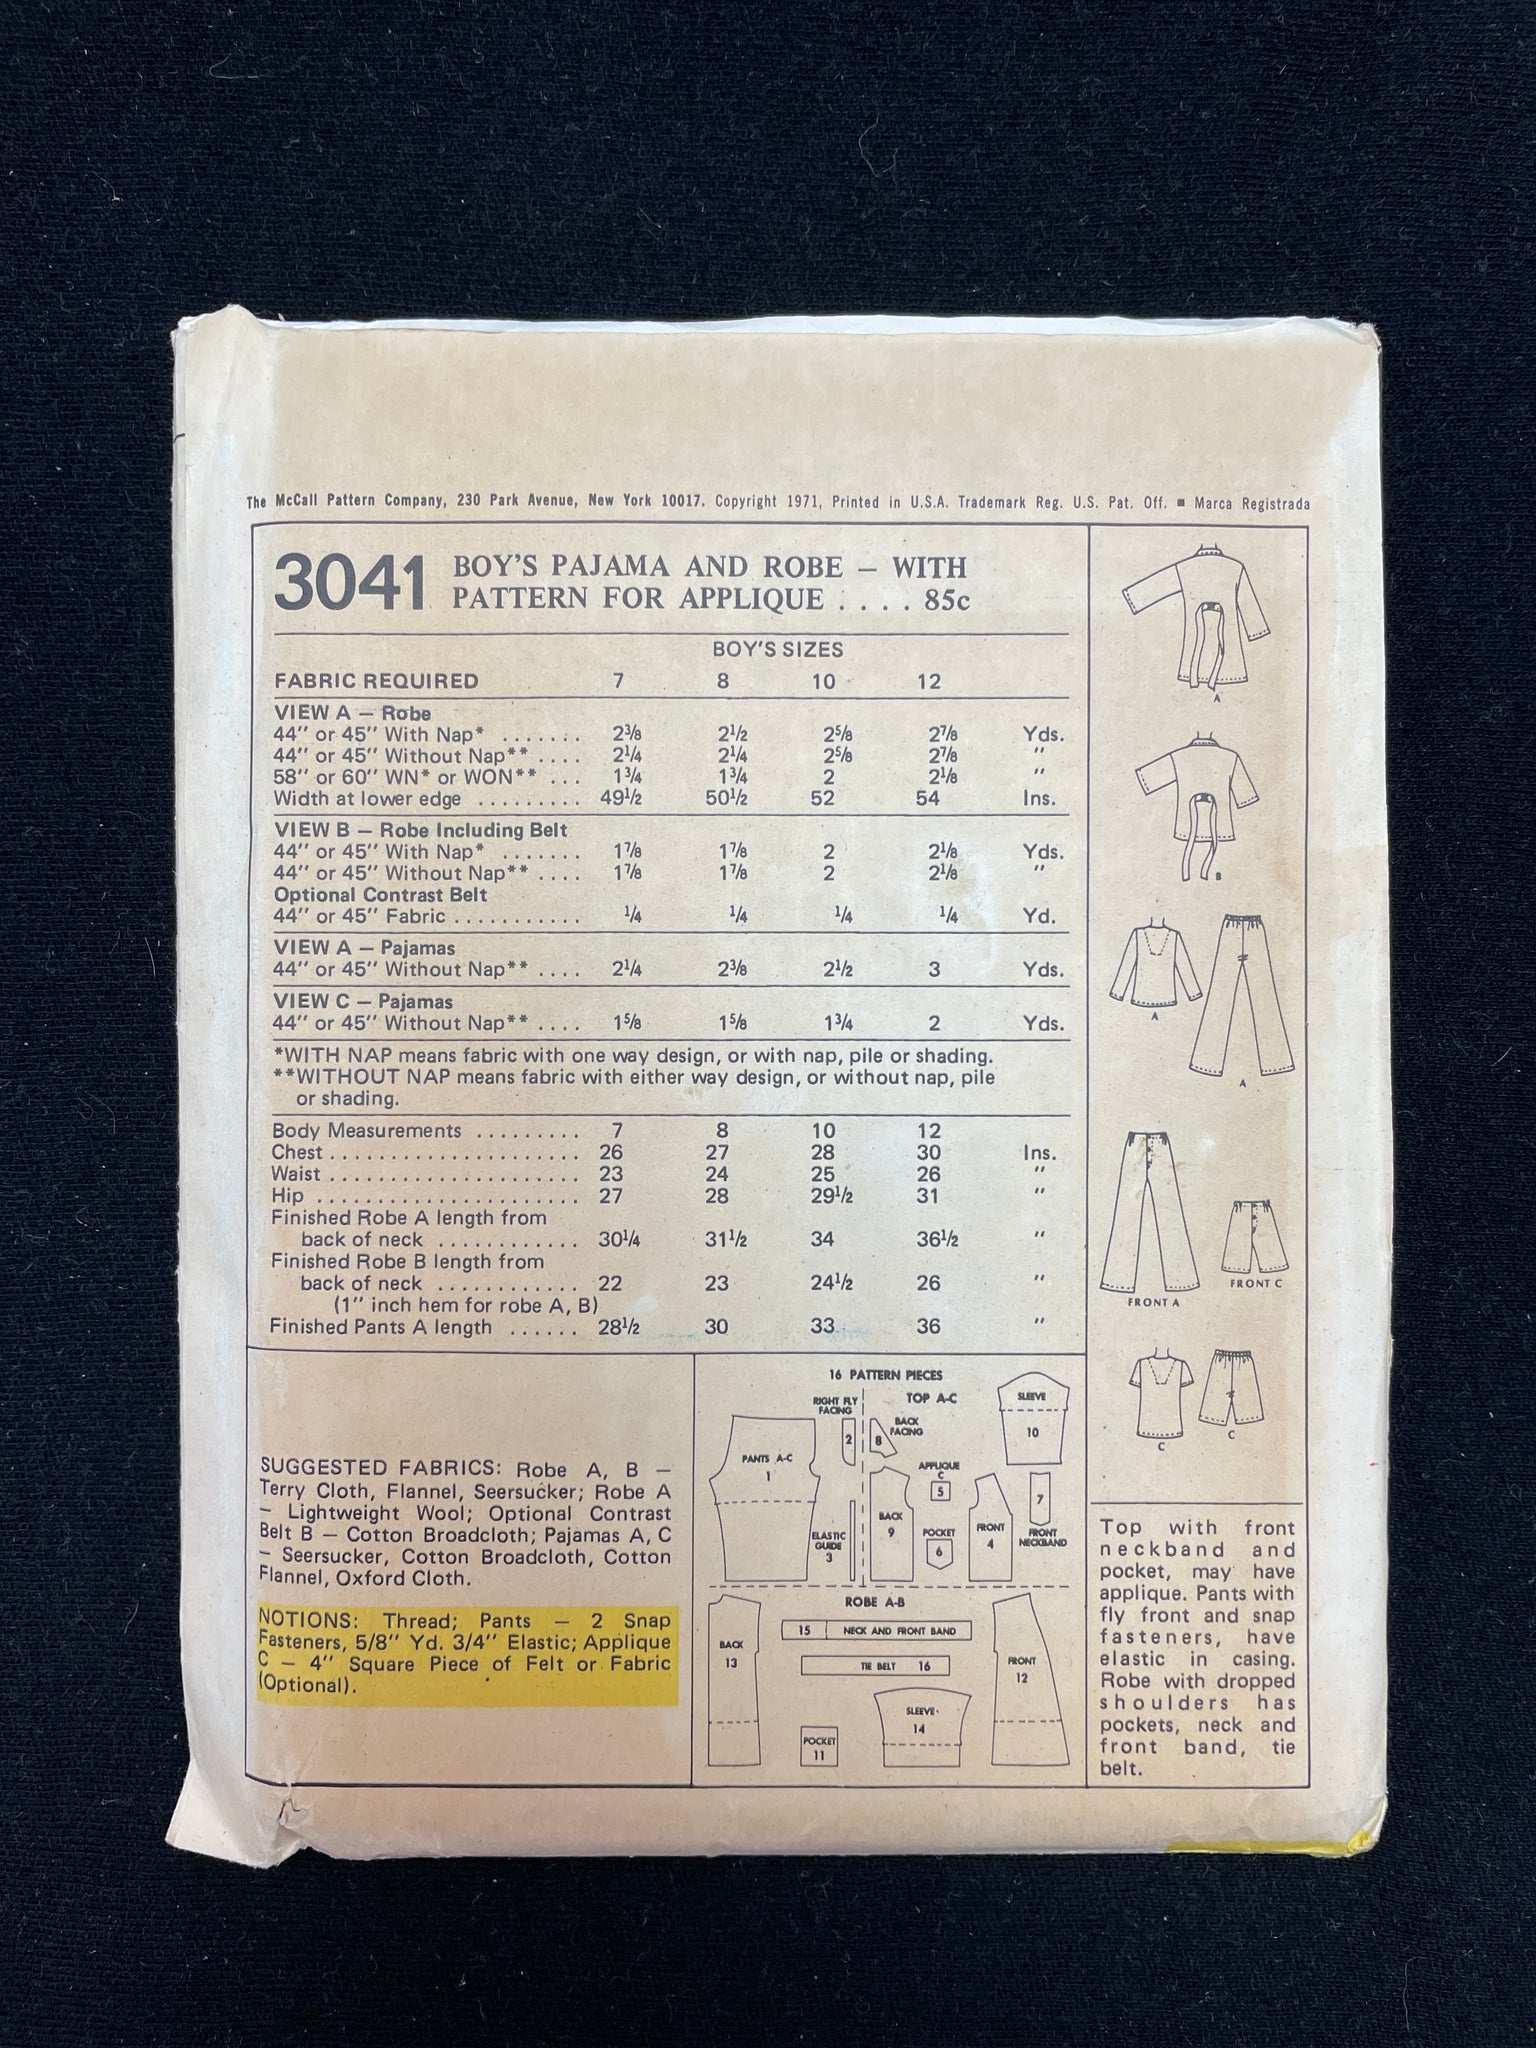 The McCall Pattern Company, 230 Park Avenue, New York 10017. Copyright 1971, Printed in U.S.A. Trademark Reg. U.S. Pat. Off. ■ Marca Registrada
3041 BOY'S PAJAMA AND ROBE – WITH
PATTERN FOR APPLIQUE . . . . 85c
BOY'S SIZES
FABRIC REQUIRED 7 8 10 12
VIEW A – Robe
44" or 45" With Nap* . . . . . . . 2⅜ 2½ 2⅝ 2⅞ Yds.
44" or 45" Without Nap** . . . . 2¼ 2¼ 2⅝ 2⅞ "
58" or 60" WN* or WON** . . . 1¾ 1¾ 2 2⅛ "
Width at lower edge . . . . . . . . . 49½ 50½ 52 54 Ins.
VIEW B – Robe Including Belt
44" or 45" With Nap* . . . . . . . 1⅞ 1⅞ 2 2⅛ Yds.
44" or 45" Without Nap** . . . . 1⅞ 1⅞ 2 2⅛ "
Optional Contrast Belt
44" or 45" Fabric . . . . . . . . . . . ¼ ¼ ¼ ¼ Yd.
VIEW A – Pajamas
44" or 45" Without Nap** . . . . 2¼ 2⅜ 2½ 3 Yds.
VIEW C – Pajamas
44" or 45" Without Nap** . . . . 1⅝ 1⅝ 1¾ 2 Yds.
*WITH NAP means fabric with one way design, or with nap, pile or shading.
**WITHOUT NAP means fabric with either way design, or without nap, pile
or shading.
Body Measurements . . . . . . . . . 7 8 10 12
Chest . . . . . . . . . . . . . . . . . . . . . 26 27 28 30 Ins.
Waist . . . . . . . . . . . . . . . . . . . . . 23 24 25 26 "
Hip . . . . . . . . . . . . . . . . . . . . . . 27 28 29½ 31 "
Finished Robe A length from
back of neck . . . . . . . . . . . . 30¼ 31½ 34 36½ "
Finished Robe B length from
back of neck . . . . . . . . . . . . 22 23 24½ 26 "
(1" inch hem for robe A, B)
Finished Pants A length . . . . . . 28½ 30 33 36 "
A
B
A
A
FRONT A
FRONT C
C
C
SUGGESTED FABRICS: Robe A, B –
Terry Cloth, Flannel, Seersucker; Robe A
– Lightweight Wool; Optional Contrast
Belt B – Cotton Broadcloth; Pajamas A, C
– Seersucker, Cotton Broadcloth, Cotton
Flannel, Oxford Cloth.
NOTIONS: Thread; Pants – 2 Snap
Fasteners, 5/8" Yd. 3/4" Elastic; Applique
C – 4" Square Piece of Felt or Fabric
(Optional).
16 PATTERN PIECES
TOP A-C
PANTS A-C
1
RIGHT FLY
FACING
2
ELASTIC
GUIDE
3
BACK
FACING
8
SLEEVE
10
APPLIQUE
C
5
BACK
9
POCKET
6
FRONT
4
7
FRONT
NECKBAND
ROBE A-B
BACK
13
15 NECK AND FRONT BAND
TIE BELT 16
POCKET
11
SLEEVE
14
FRONT
12
Top with front
neckband and
pocket, may have
applique. Pants with
fly front and snap
fasteners, have
elastic in casing.
Robe with dropped
shoulders has
pockets, neck and
front band, tie
belt.